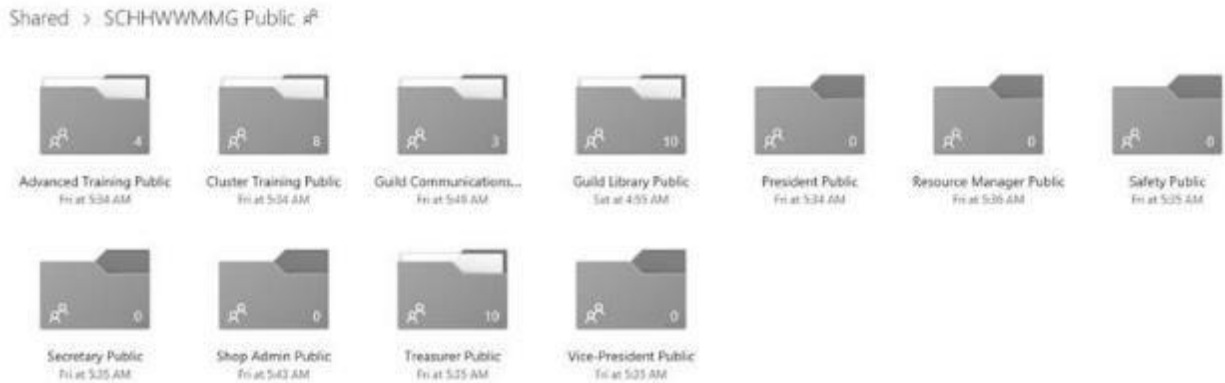 Shared > SCHHWWMMG Public
4 8 3 10 0 0 0
Advanced Training Public Cluster Training Public Guild Communications... Guild Library Public President Public Resource Manager Public Safety Public
Fri at 5:34 AM Fri at 5:34 AM Fri at 5:49 AM Sat at 4:55 AM Fri at 5:34 AM Fri at 5:36 AM Fri at 5:35 AM
0 0 19 0
Secretary Public Shop Admin Public Treasurer Public Vice-President Public
Fri at 5:35 AM Fri at 5:43 AM Fri at 5:35 AM Fri at 5:35 AM